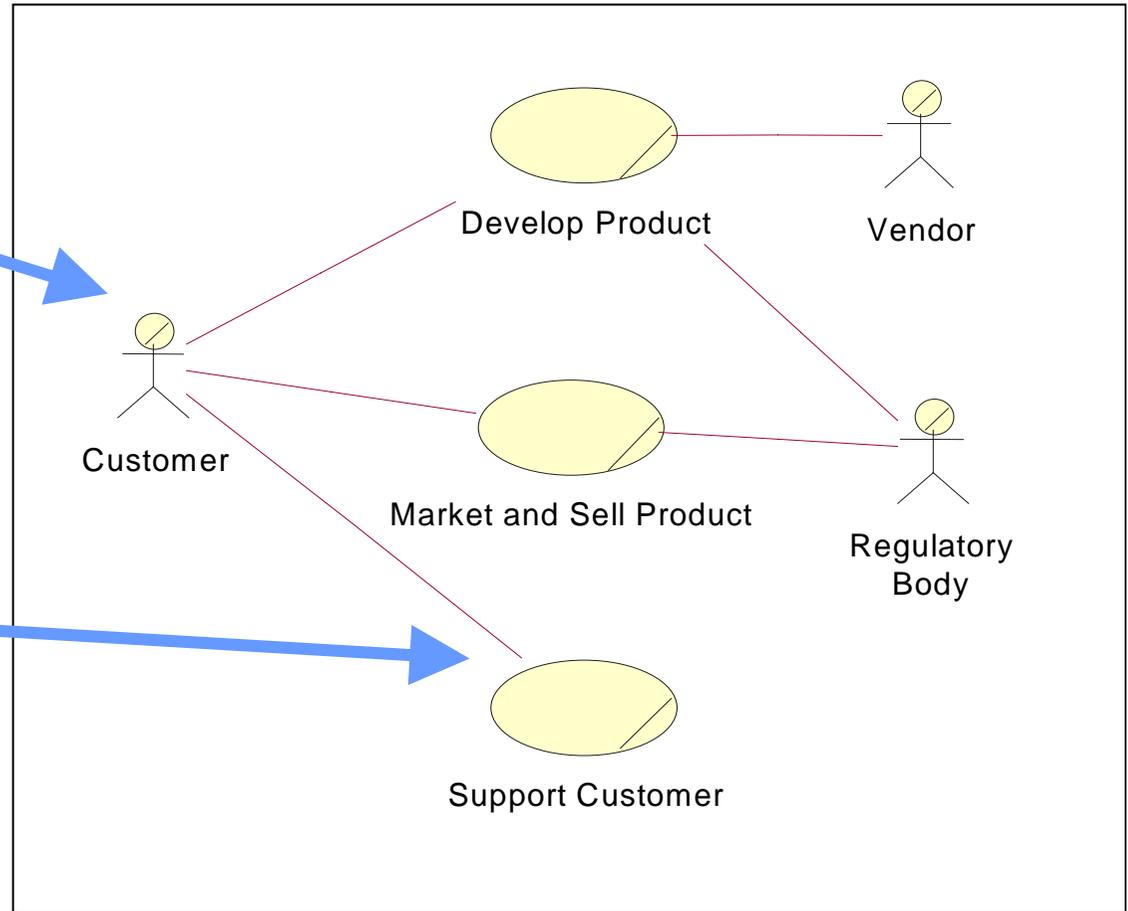 Develop Product
Vendor
Customer
Market and Sell Product
Regulatory
Body
Support Customer